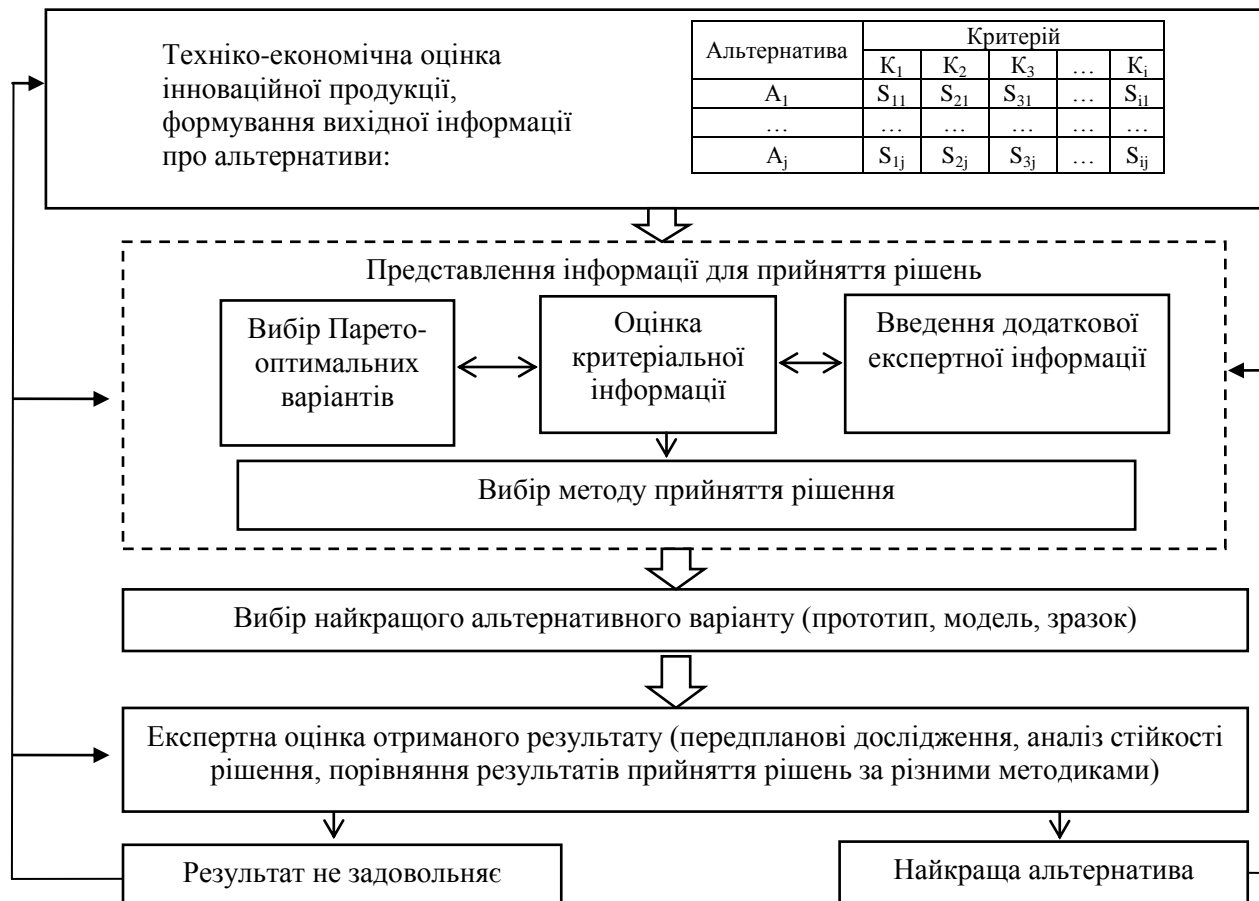 Техніко-економічна оцінка
інноваційної продукції,
формування вихідної інформації
про альтернативи:
Альтернатива Критерій
К₁ К₂ К₃ … Кᵢ
А₁ S₁₁ S₂₁ S₃₁ … Sᵢ₁
… … … … … …
Аⱼ S₁ⱼ S₂ⱼ S₃ⱼ … Sᵢⱼ
Представлення інформації для прийняття рішень
Вибір Парето-
оптимальних
варіантів
Оцінка
критеріальної
інформації
Введення додаткової
експертної інформації
Вибір методу прийняття рішення
Вибір найкращого альтернативного варіанту (прототип, модель, зразок)
Експертна оцінка отриманого результату (передпланові дослідження, аналіз стійкості
рішення, порівняння результатів прийняття рішень за різними методиками)
Результат не задовольняє
Найкраща альтернатива